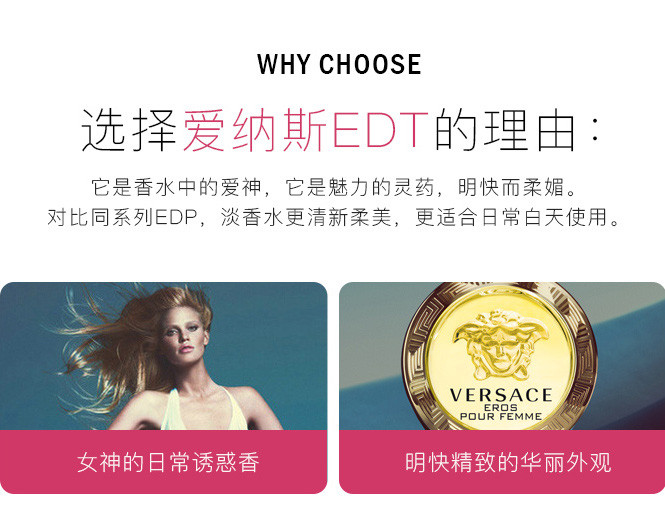 WHY CHOOSE
选择爱纳斯EDT的理由：
它是香水中的爱神，它是魅力的灵药，明快而柔媚。
对比同系列EDP，淡香水更清新柔美，更适合日常白天使用。
VERSACE
EROS
POUR FEMME
女神的日常诱惑香
明快精致的华丽外观